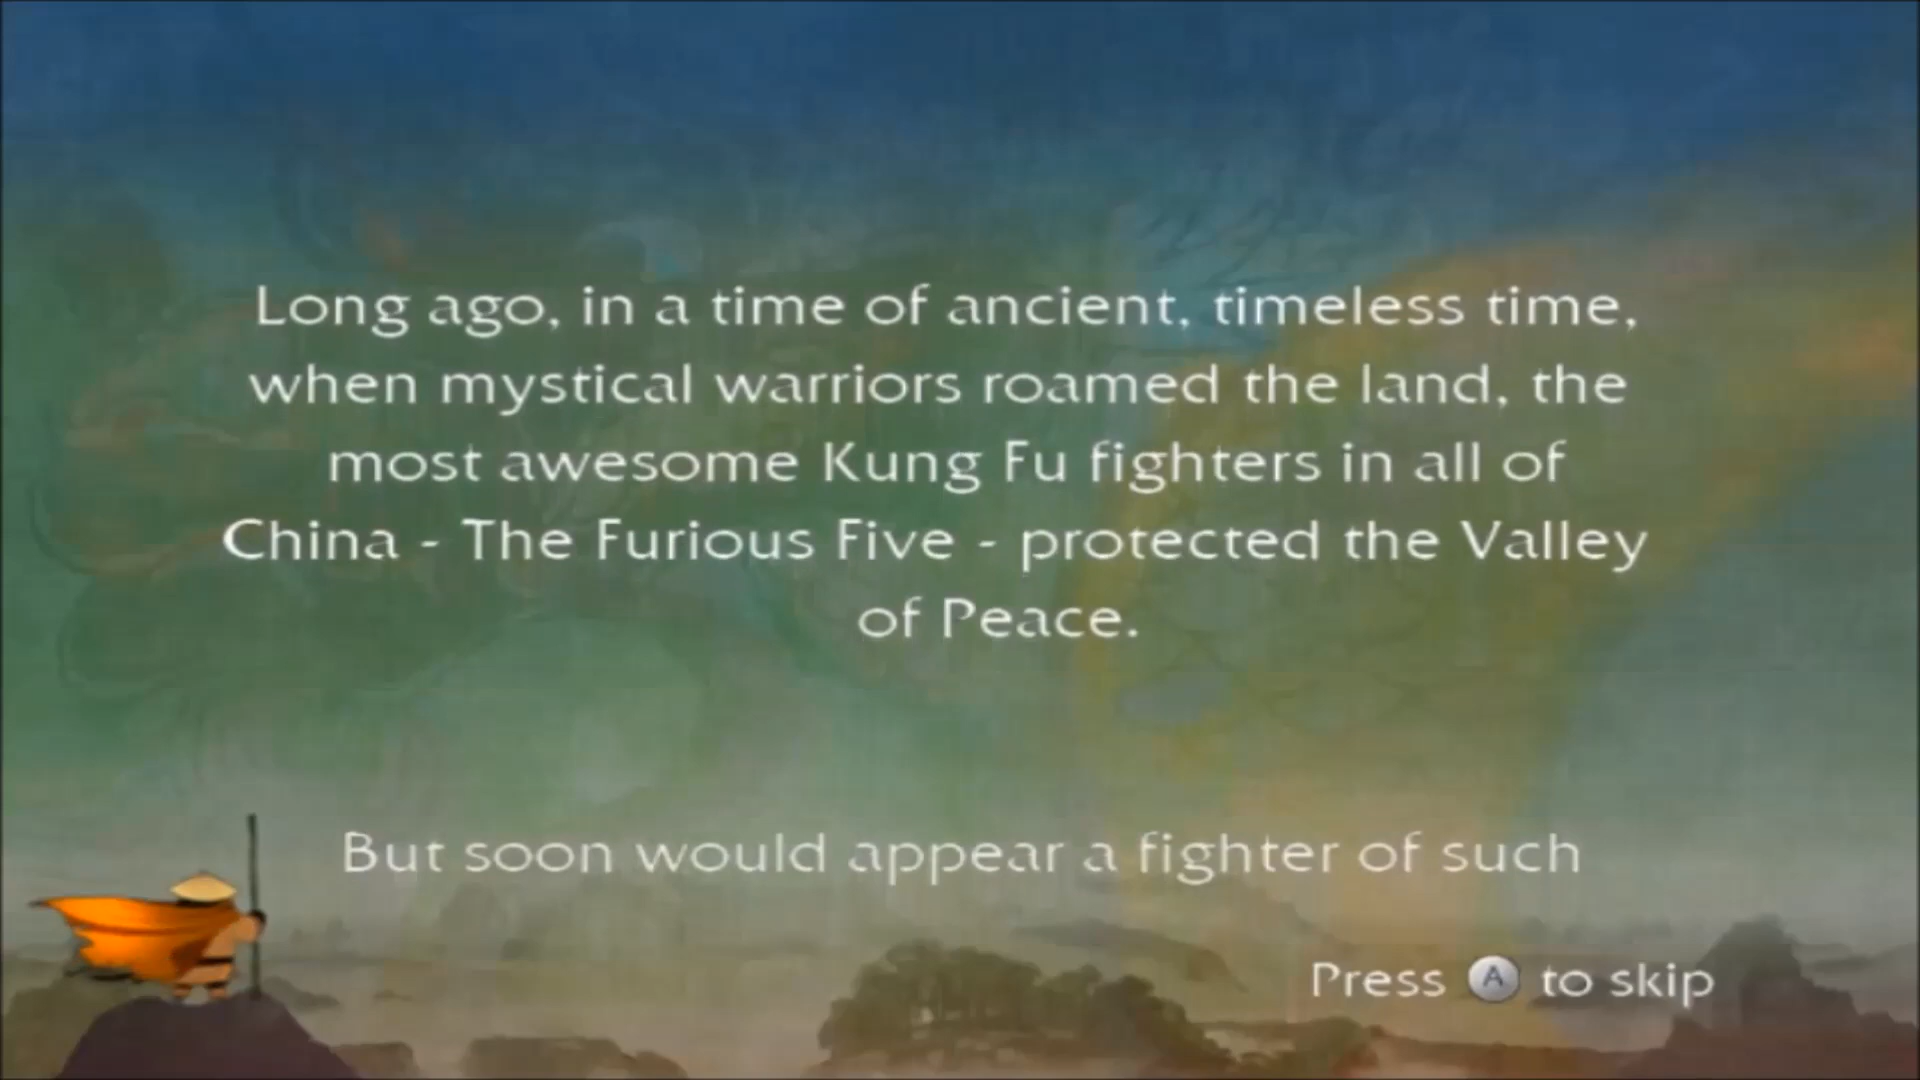 Long ago, in a time of ancient, timeless time,
when mystical warriors roamed the land, the
most awesome Kung Fu fighters in all of
China - The Furious Five - protected the Valley
of Peace.
But soon would appear a fighter of such
Press A to skip